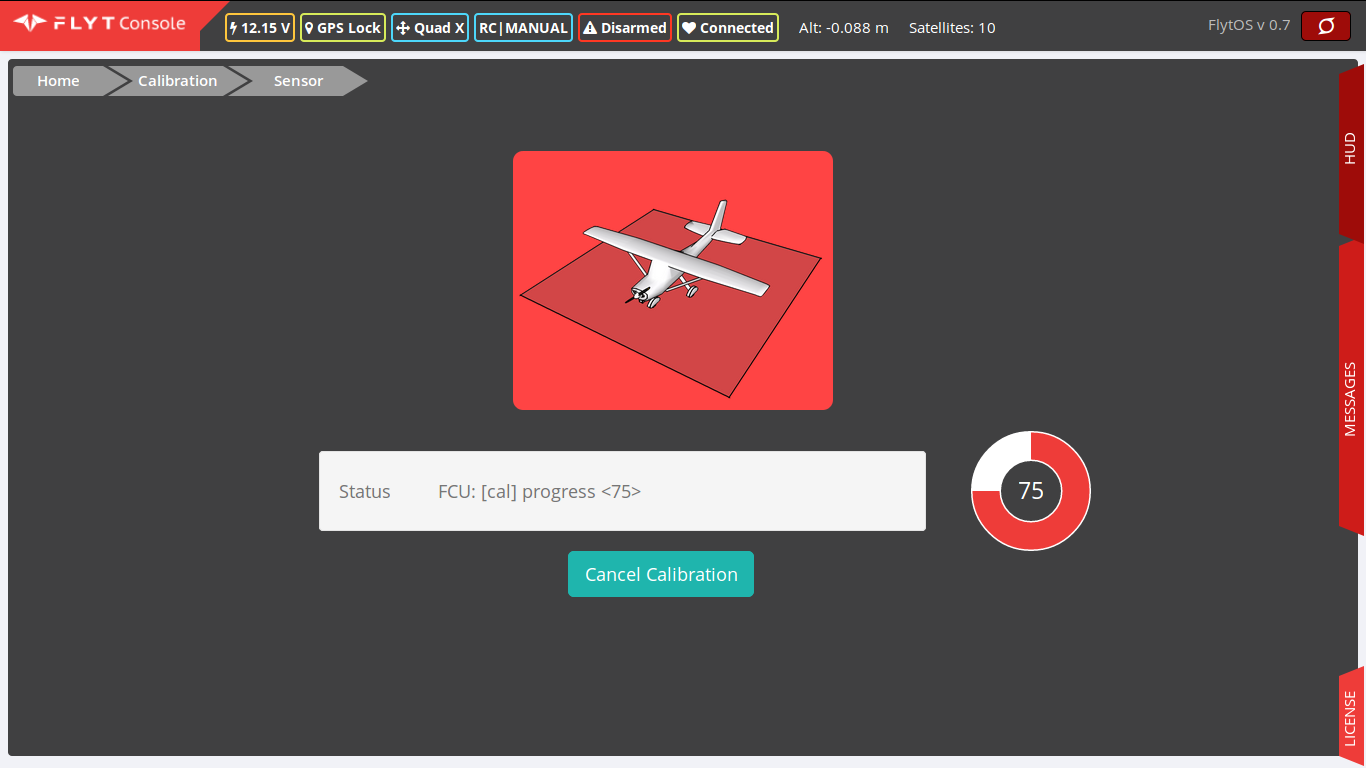 FLYT Console
12.15 V
GPS Lock
Quad X
RC|MANUAL
Disarmed
Connected
Alt: -0.088 m
Satellites: 10
FlytOS v 0.7
Home
Calibration
Sensor
HUD
MESSAGES
Status
FCU: [cal] progress <75>
75
Cancel Calibration
LICENSE